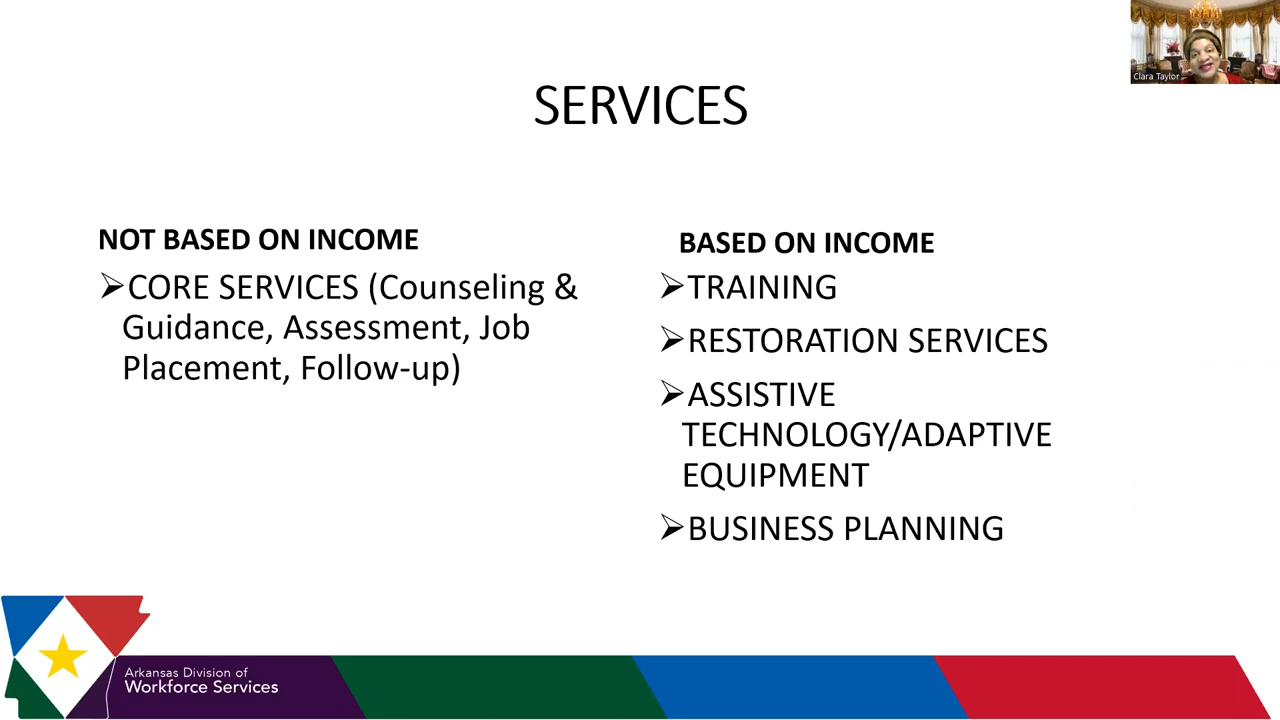 Clara Taylor
SERVICES
NOT BASED ON INCOME
➢CORE SERVICES (Counseling &
Guidance, Assessment, Job
Placement, Follow-up)
BASED ON INCOME
➢TRAINING
➢RESTORATION SERVICES
➢ASSISTIVE
TECHNOLOGY/ADAPTIVE
EQUIPMENT
➢BUSINESS PLANNING
Arkansas Division of
Workforce Services